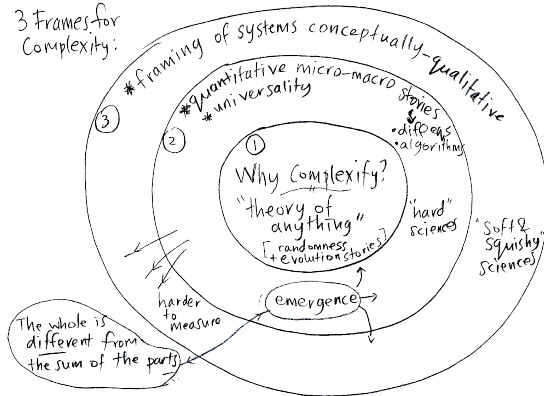 3 Frames for
Complexity:
*framing of systems conceptually-qualitative
3
*quantitative micro-macro stories
* universality
2
• diffeqs
• algorithms
1
Why Complexify?
"theory of
anything"
[randomness
+ evolution stories]
"hard"
sciences
"soft &
squishy"
sciences
harder
to
measure
emergence
The whole is
different from
the sum of the parts